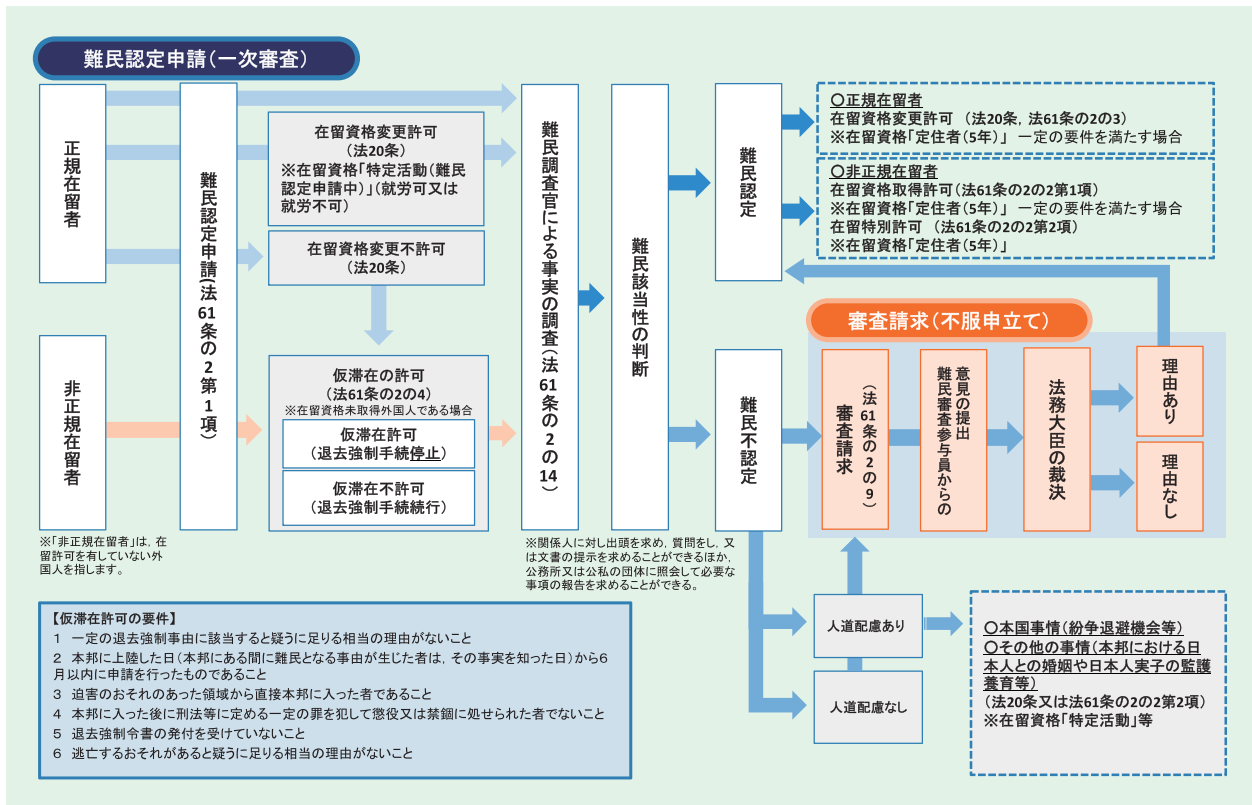 難民認定申請（一次審査）
正規在留者
非正規在留者
※「非正規在留者」は，在
留許可を有していない外
国人を指します。
難民認定申請（法61条の2第1項）
在留資格変更許可
（法20条）
※在留資格「特定活動（難民
認定申請中）」（就労可又は
就労不可）
在留資格変更不許可
（法20条）
仮滞在の許可
（法61条の2の4）
※在留資格未取得外国人である場合
仮滞在許可
（退去強制手続停止）
仮滞在不許可
（退去強制手続続行）
難民調査官による事実の調査（法61条の2の14）
※関係人に対し出頭を求め，質問をし，又
は文書の提示を求めることができるほか，
公務所又は公私の団体に照会して必要な
事項の報告を求めることができる。
難民該当性の判断
難民認定
難民不認定
〇正規在留者
在留資格変更許可　（法20条，法61条の2の3）
※在留資格「定住者（5年）」　一定の要件を満たす場合
〇非正規在留者
在留資格取得許可（法61条の2の2第1項）
※在留資格「定住者（5年）」　一定の要件を満たす場合
在留特別許可　（法61条の2の2第2項）
※在留資格「定住者（5年）」
審査請求（不服申立て）
（法61条の2の9）
審査請求
意見の提出
難民審査参与員からの
法務大臣の裁決
理由あり
理由なし
人道配慮あり
人道配慮なし
〇本国事情（紛争退避機会等）
〇その他の事情（本邦における日
本人との婚姻や日本人実子の監護
養育等）
（法20条又は法61条の2の2第2項）
※在留資格「特定活動」等
【仮滞在許可の要件】
１　一定の退去強制事由に該当すると疑うに足りる相当の理由がないこと
２　本邦に上陸した日（本邦にある間に難民となる事由が生じた者は，その事実を知った日）から６
月以内に申請を行ったものであること
３　迫害のおそれのあった領域から直接本邦に入った者であること
４　本邦に入った後に刑法等に定める一定の罪を犯して懲役又は禁錮に処せられた者でないこと
５　退去強制令書の発付を受けていないこと
６　逃亡するおそれがあると疑うに足りる相当の理由がないこと